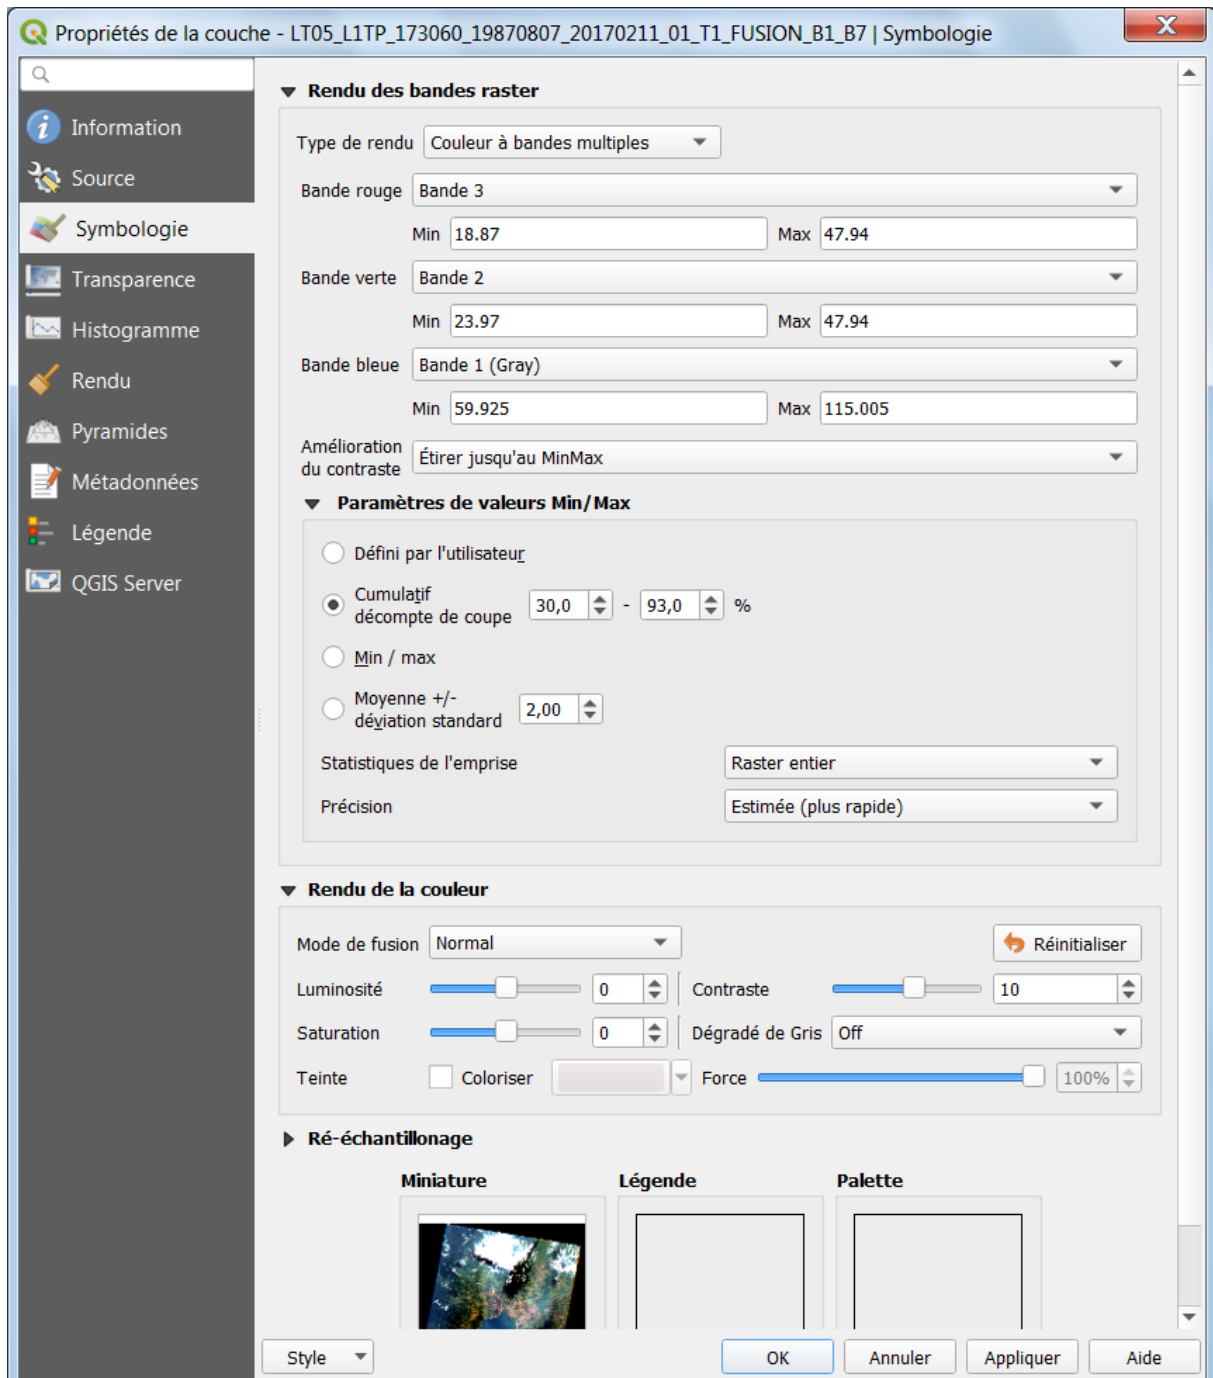 Propriétés de la couche - LT05_L1TP_173060_19870807_20170211_01_T1_FUSION_B1_B7 | Symbologie
Information
Source
Symbologie
Transparence
Histogramme
Rendu
Pyramides
Métadonnées
Légende
QGIS Server
Rendu des bandes raster
Type de rendu Couleur à bandes multiples
Bande rouge Bande 3
Min 18.87 Max 47.94
Bande verte Bande 2
Min 23.97 Max 47.94
Bande bleue Bande 1 (Gray)
Min 59.925 Max 115.005
Amélioration
du contraste Étirer jusqu'au MinMax
Paramètres de valeurs Min/Max
Défini par l'utilisateur
Cumulatif
décompte de coupe 30,0 - 93,0 %
Min / max
Moyenne +/-
déviation standard 2,00
Statistiques de l'emprise Raster entier
Précision Estimée (plus rapide)
Rendu de la couleur
Mode de fusion Normal Réinitialiser
Luminosité 0 Contraste 10
Saturation 0 Dégradé de Gris Off
Teinte Coloriser Force 100%
Ré-échantillonage
Miniature Légende Palette
Style OK Annuler Appliquer Aide